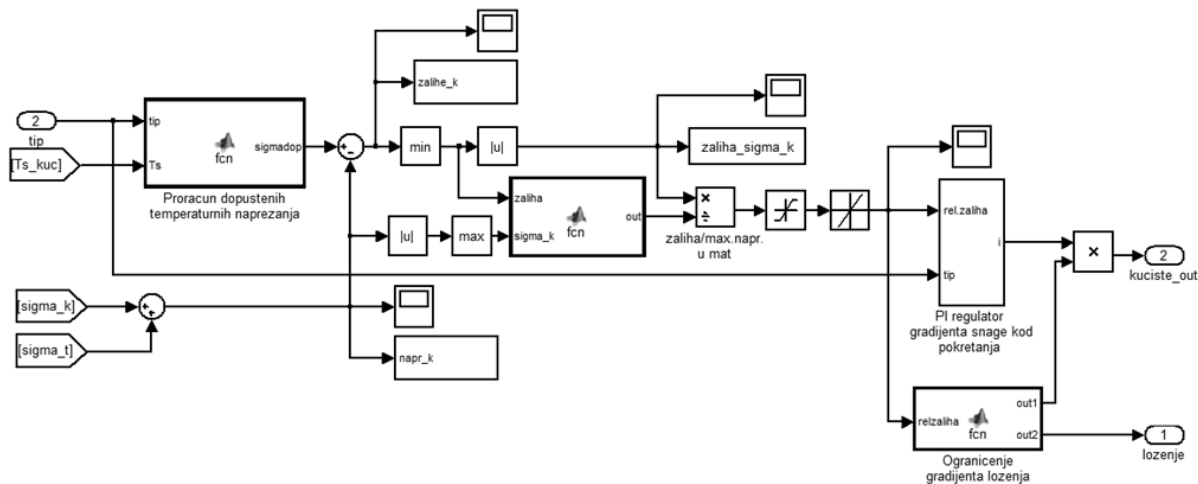 zalihe_k
2
tip
[Ts_kuc]
tip
Ts
fcn
sigmadop
Proracun dopustenih
temperaturnih naprezanja
min
|u|
zaliha_sigma_k
zaliha
sigma_k
fcn
out
|u|
max
zaliha/max.napr.
u mat
rel.zaliha
tip
i
PI regulator
gradijenta snage kod
pokretanja
2
kuciste_out
[sigma_k]
[sigma_t]
napr_k
relzaliha
fcn
out1
out2
Ogranicenje
gradijenta lozenja
1
lozenje